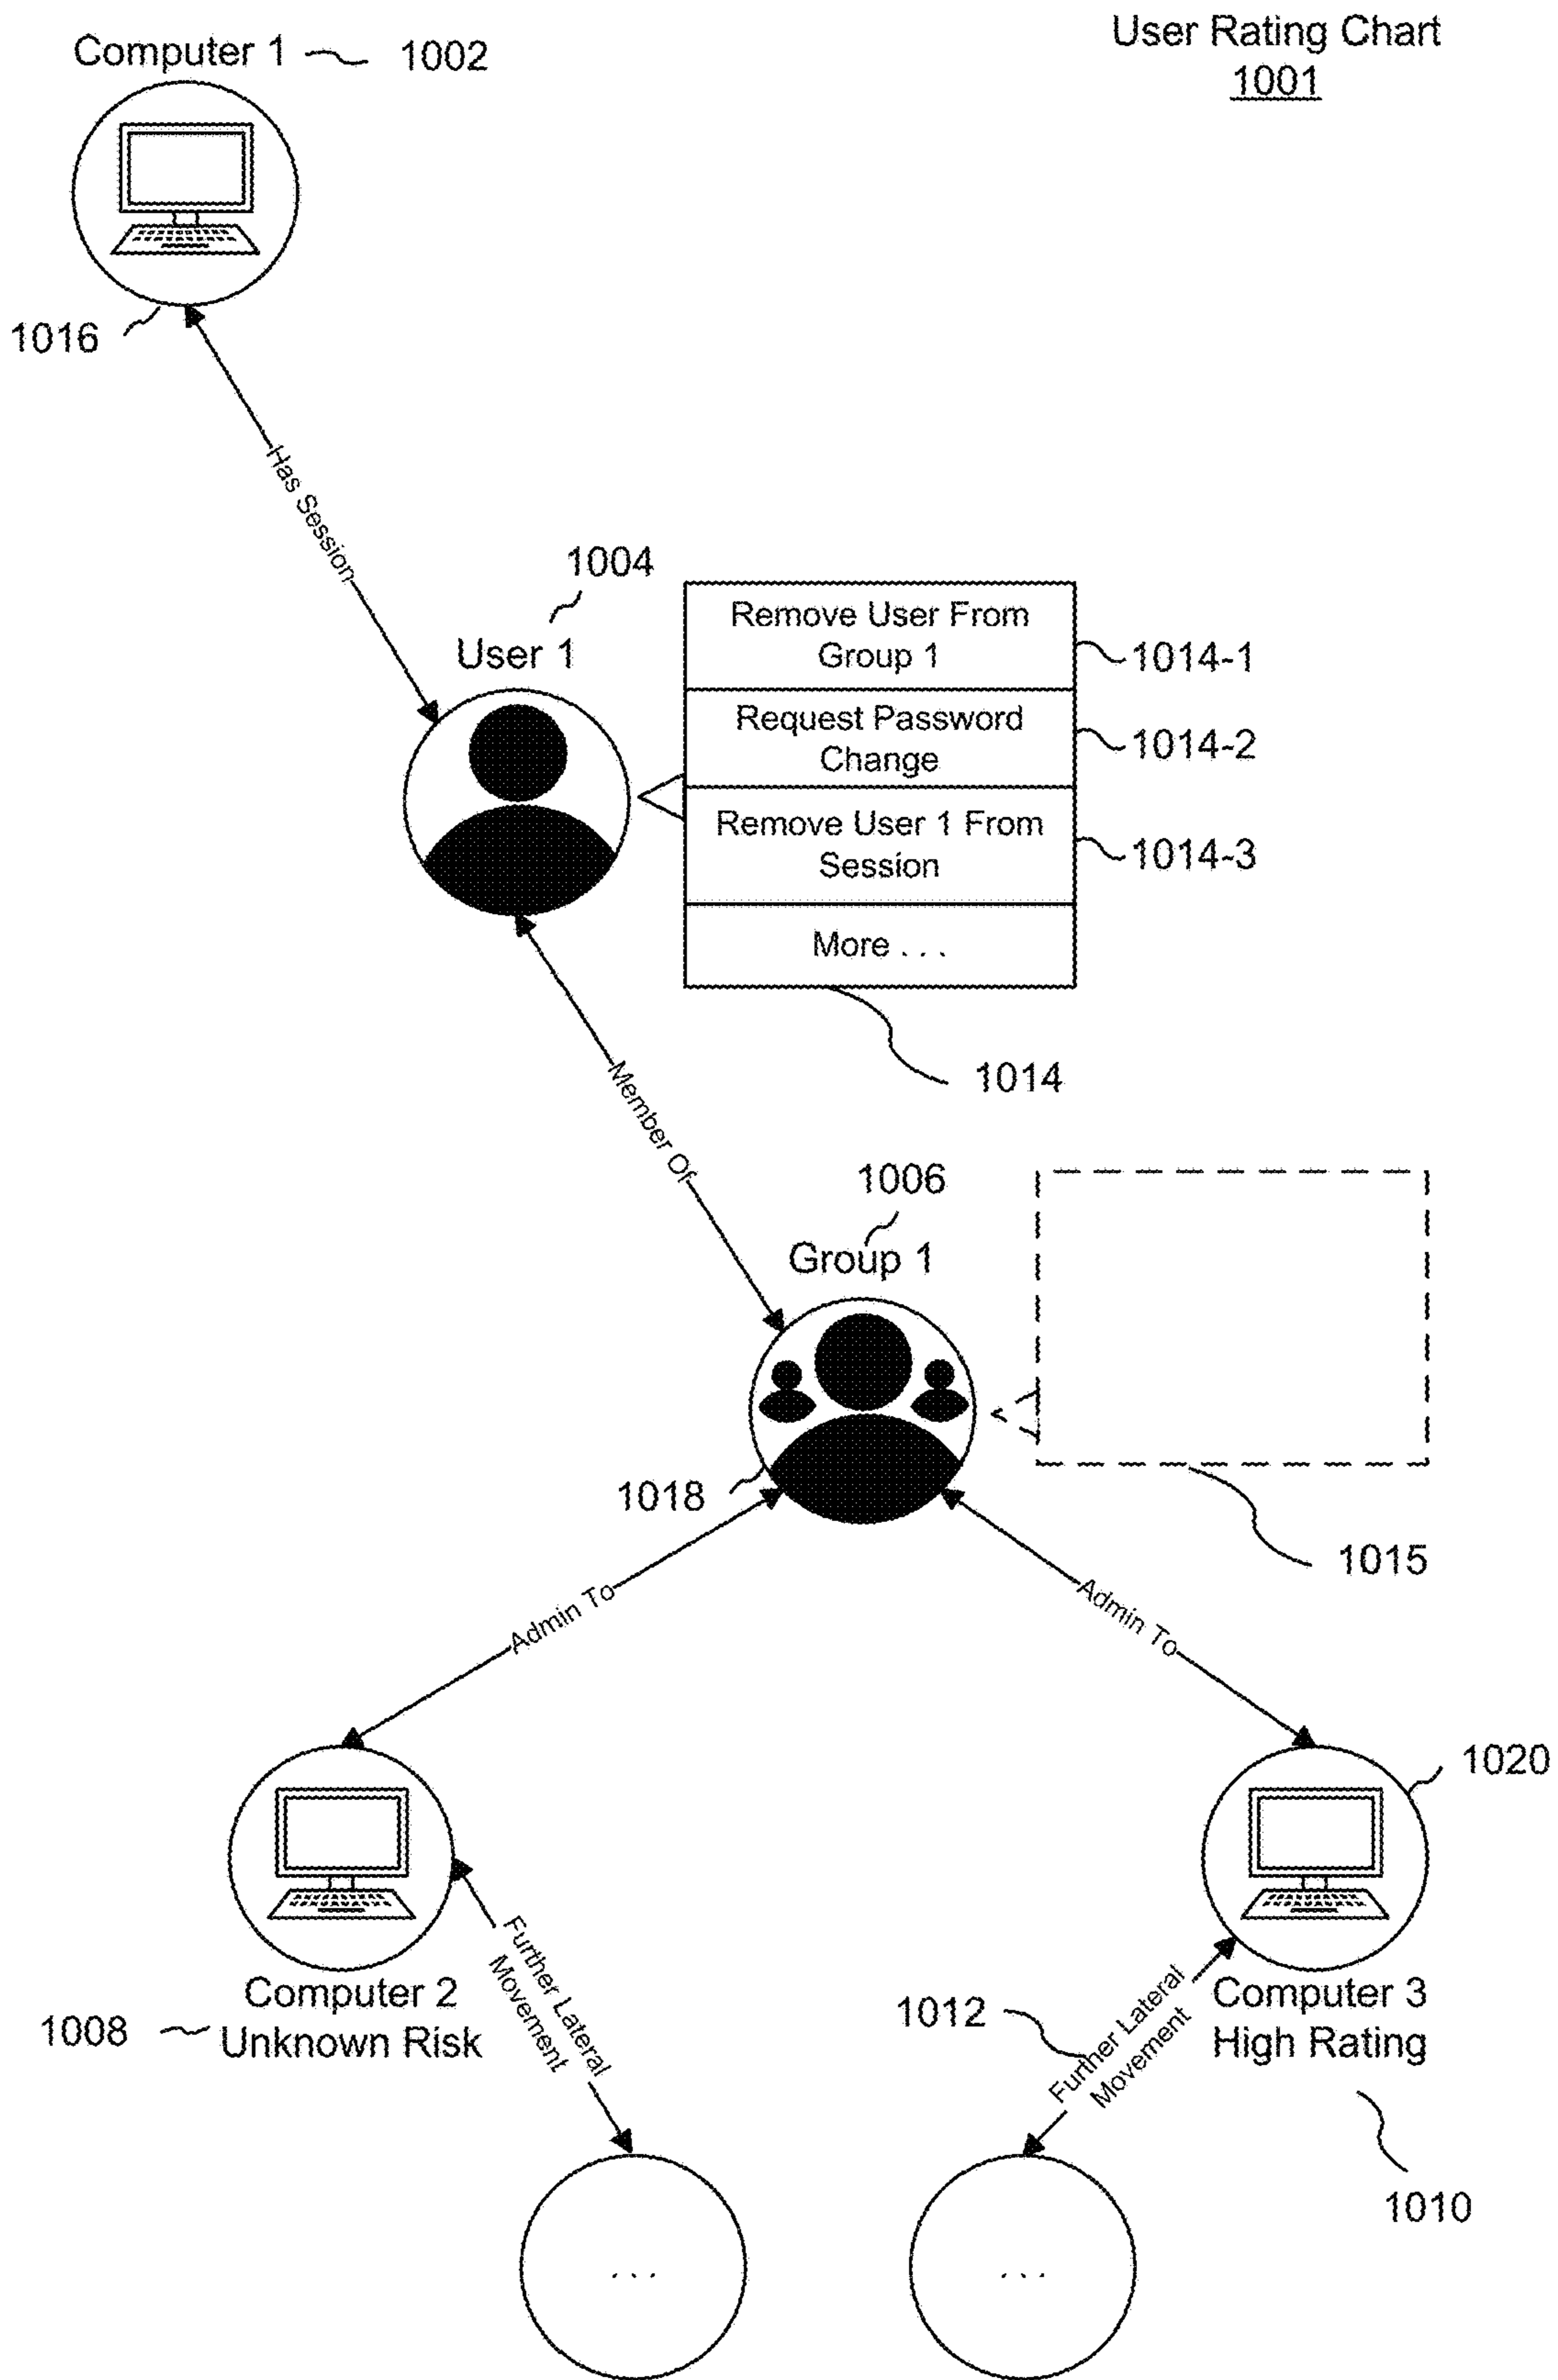 User Rating Chart
1001
Computer 1
1002
1016
Has Session
1004
User 1
Remove User From
Group 1
1014-1
Request Password
Change
1014-2
Remove User 1 From
Session
1014-3
More . . .
1014
Member Of
1006
Group 1
1018
1015
Admin To
Admin To
1020
Computer 2
Unknown Risk
1008
Further Lateral
Movement
1012
Further Lateral
Movement
Computer 3
High Rating
1010
. . .
. . .